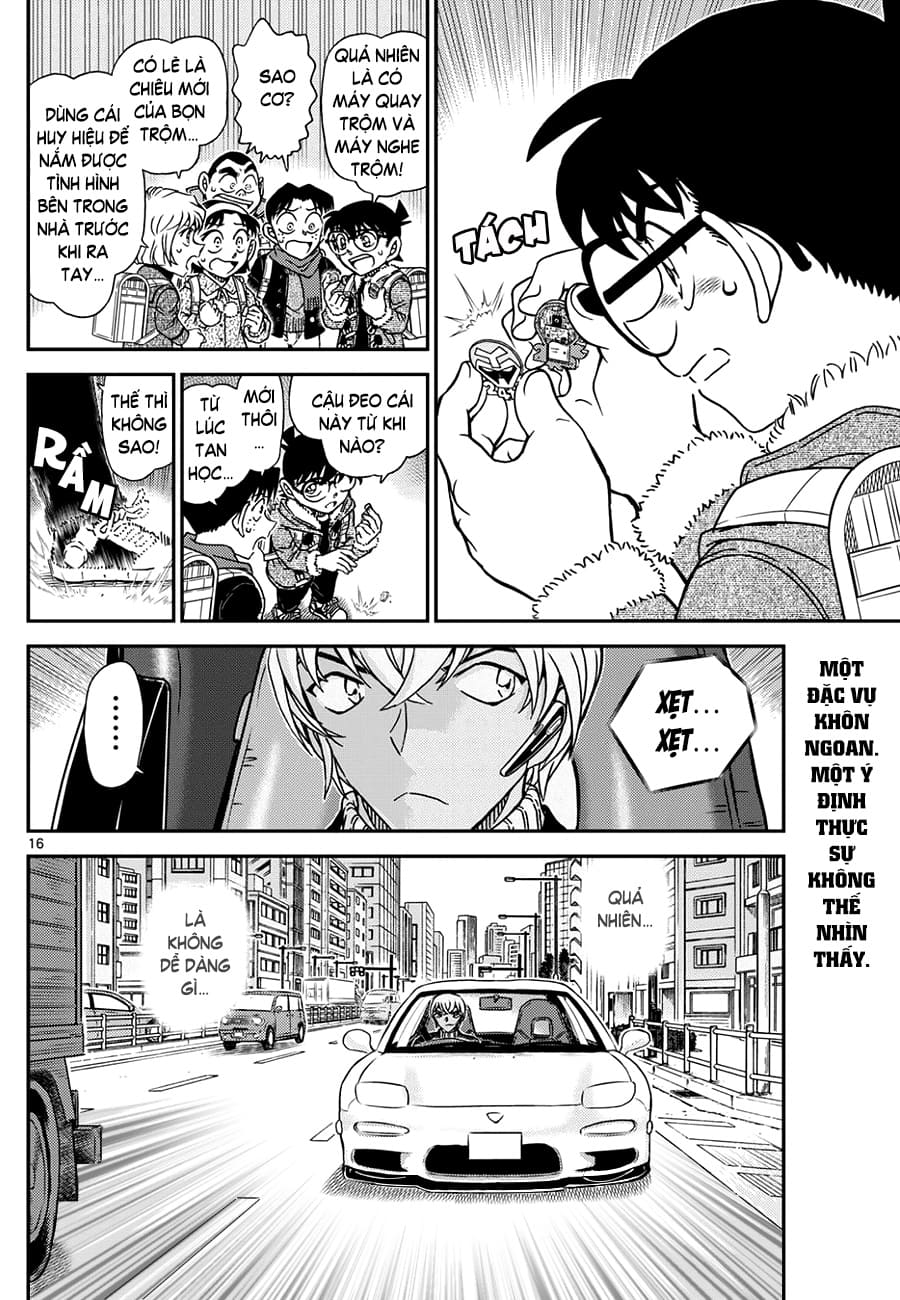 TÁCH
QUẢ NHIÊN
LÀ CÓ
MÁY QUAY
TRỘM VÀ
MÁY NGHE
TRỘM!
SAO
CƠ?
CÓ LẼ LÀ
CHIÊU MỚI
CỦA BỌN
TRỘM...
DÙNG CÁI
HUY HIỆU ĐỂ
NẮM ĐƯỢC
TÌNH HÌNH
BÊN TRONG
NHÀ TRƯỚC
KHI RA
TAY...
CẬU ĐEO CÁI
NÀY TỪ KHI
NÀO?
MỚI
THÔI...
TỪ
LÚC
TAN
HỌC...
THẾ THÌ
KHÔNG
SAO!
RẦM
XẸT...
XẸT...
......
MỘT
ĐẶC VỤ
KHÔN
NGOAN.
MỘT Ý
ĐỊNH
THỰC
SỰ
KHÔNG
THỂ
NHÌN
THẤY.
16
QUẢ
NHIÊN...
LÀ
KHÔNG
DỄ DÀNG
GÌ...